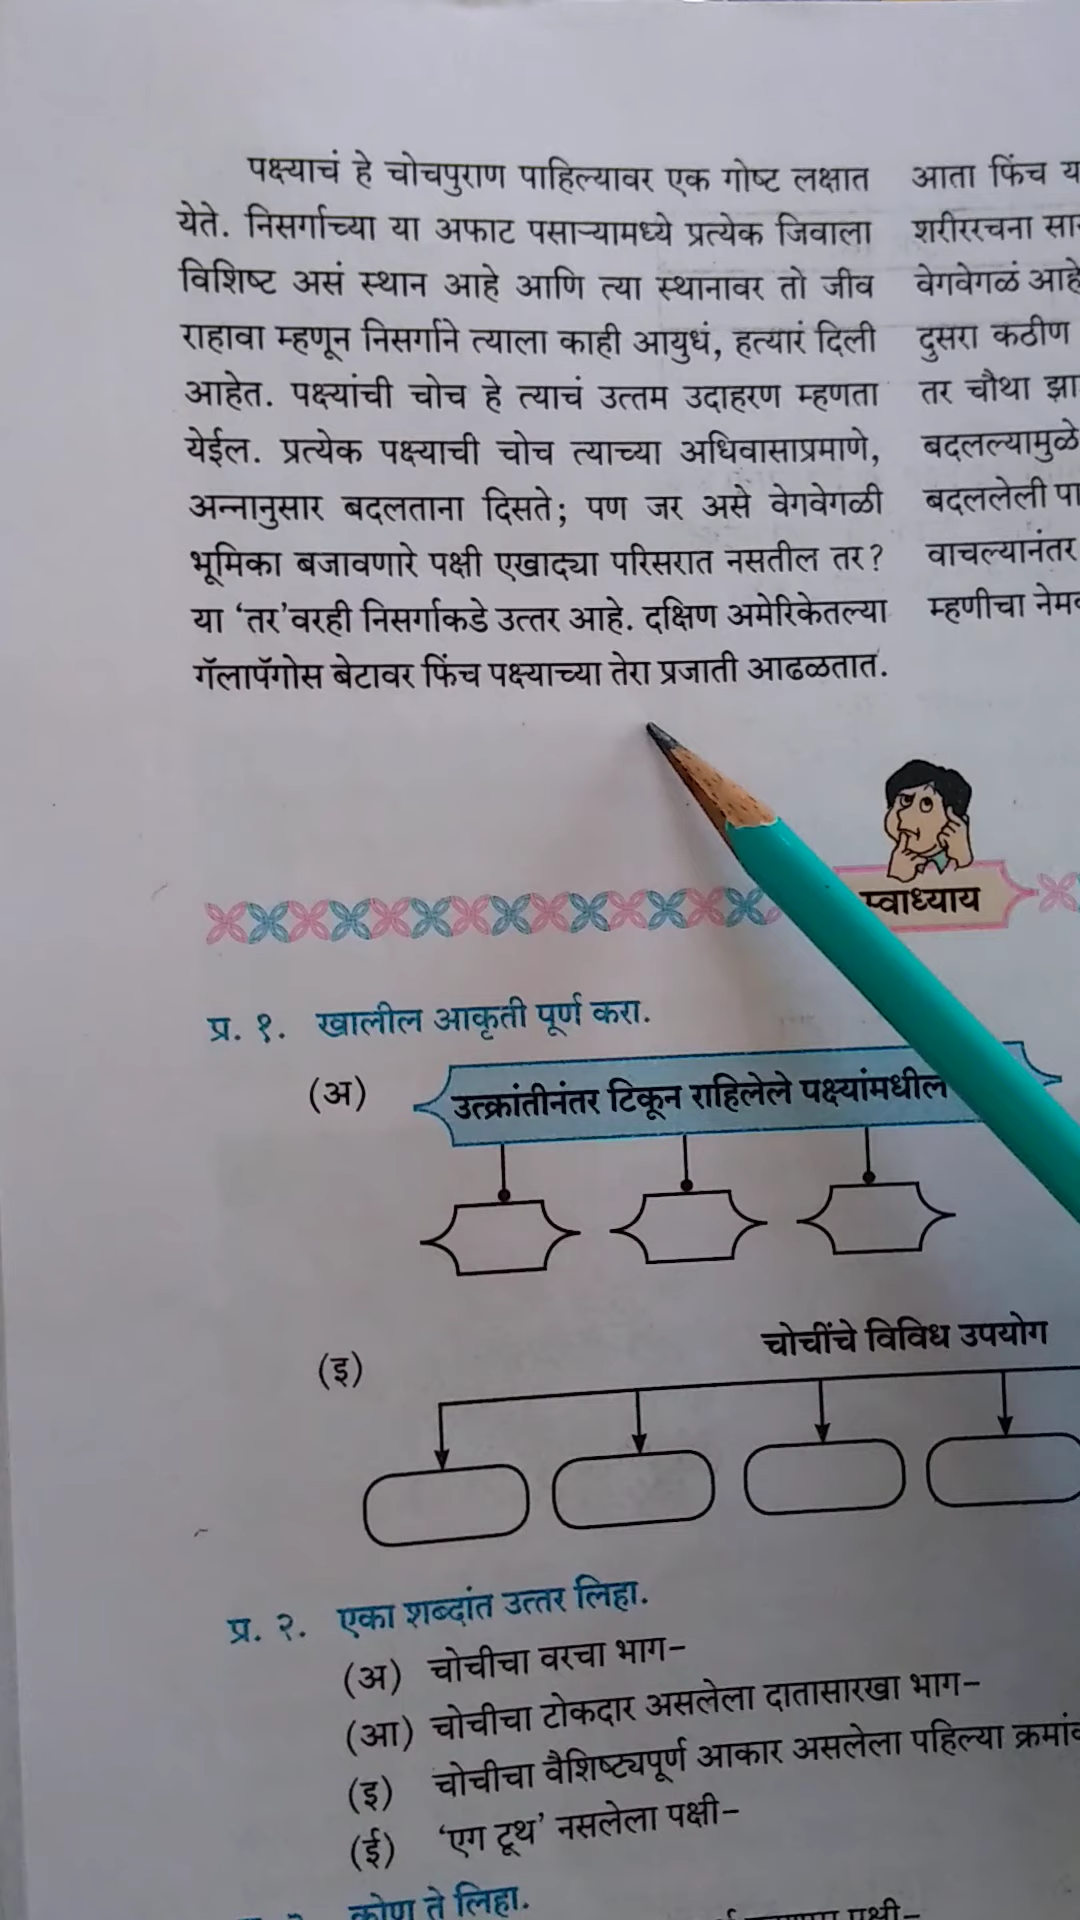 पक्ष्याचं हे चोचपुराण पाहिल्यावर एक गोष्ट लक्षात
येते. निसर्गाच्या या अफाट पसाऱ्यामध्ये प्रत्येक जिवाला
विशिष्ट असं स्थान आहे आणि त्या स्थानावर तो जीव
राहावा म्हणून निसर्गाने त्याला काही आयुधं, हत्यारं दिली
आहेत. पक्ष्यांची चोच हे त्याचं उत्तम उदाहरण म्हणता
येईल. प्रत्येक पक्ष्याची चोच त्याच्या अधिवासाप्रमाणे,
अन्नानुसार बदलताना दिसते; पण जर असे वेगवेगळी
भूमिका बजावणारे पक्षी एखाद्या परिसरात नसतील तर?
या ‘तर’वरही निसर्गाकडे उत्तर आहे. दक्षिण अमेरिकेतल्या
गॅलापॅगोस बेटावर फिंच पक्ष्याच्या तेरा प्रजाती आढळतात.
आता फिंच
शरीररचना
वेगवेगळं आहे
दुसरा कठीण
तर चौथा
बदलल्यामुळे
बदललेली
वाचल्यानंतर
म्हणीचा
स्वाध्याय
प्र. १. खालील आकृती पूर्ण करा.
(अ) उत्क्रांतीनंतर टिकून राहिलेले पक्ष्यांमधील
(इ) चोचींचे विविध उपयोग
प्र. २. एका शब्दांत उत्तर लिहा.
(अ) चोचीचा वरचा भाग–
(आ) चोचीचा टोकदार असलेला दातासारखा भाग–
(इ) चोचीचा वैशिष्ट्यपूर्ण आकार असलेला पहिल्या
(ई) ‘एग टूथ’ नसलेला पक्षी–
कोण ते लिहा.
पक्षी–